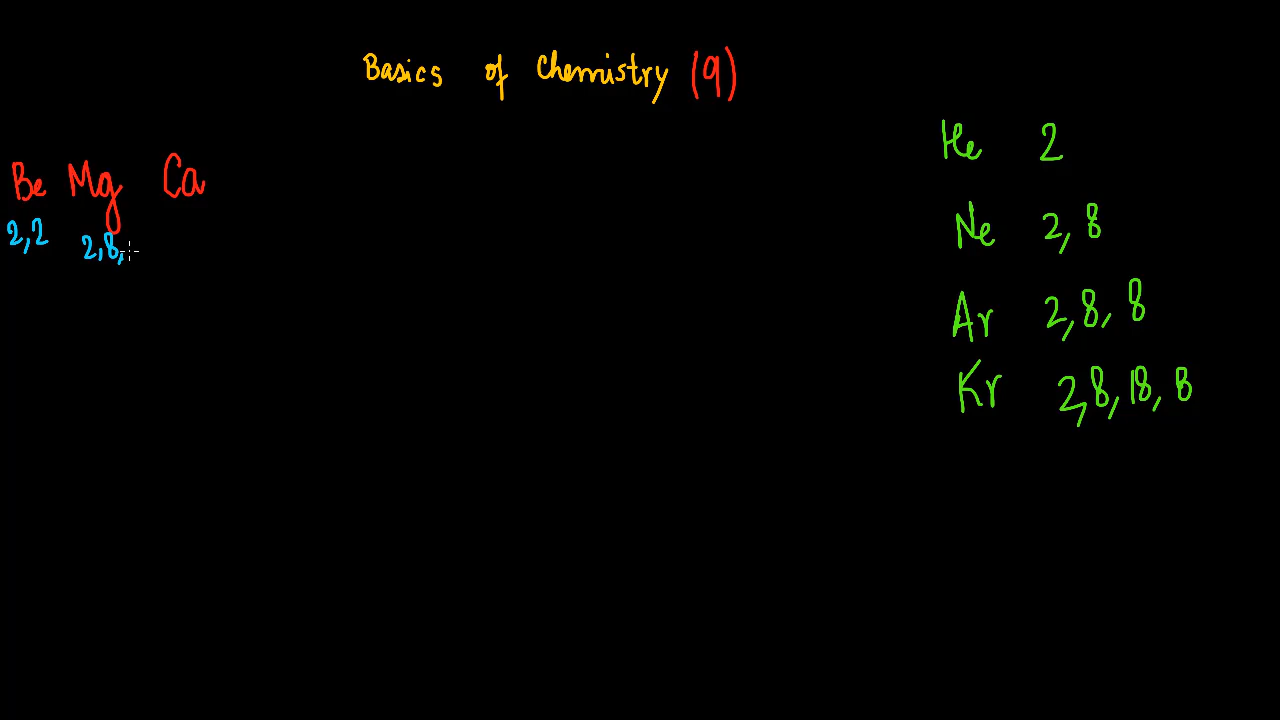 Basics of Chemistry (9)
He 2
Be Mg Ca
Ne 2, 8
2,2 2,8,
Ar 2,8, 8
Kr 2,8,18, 8